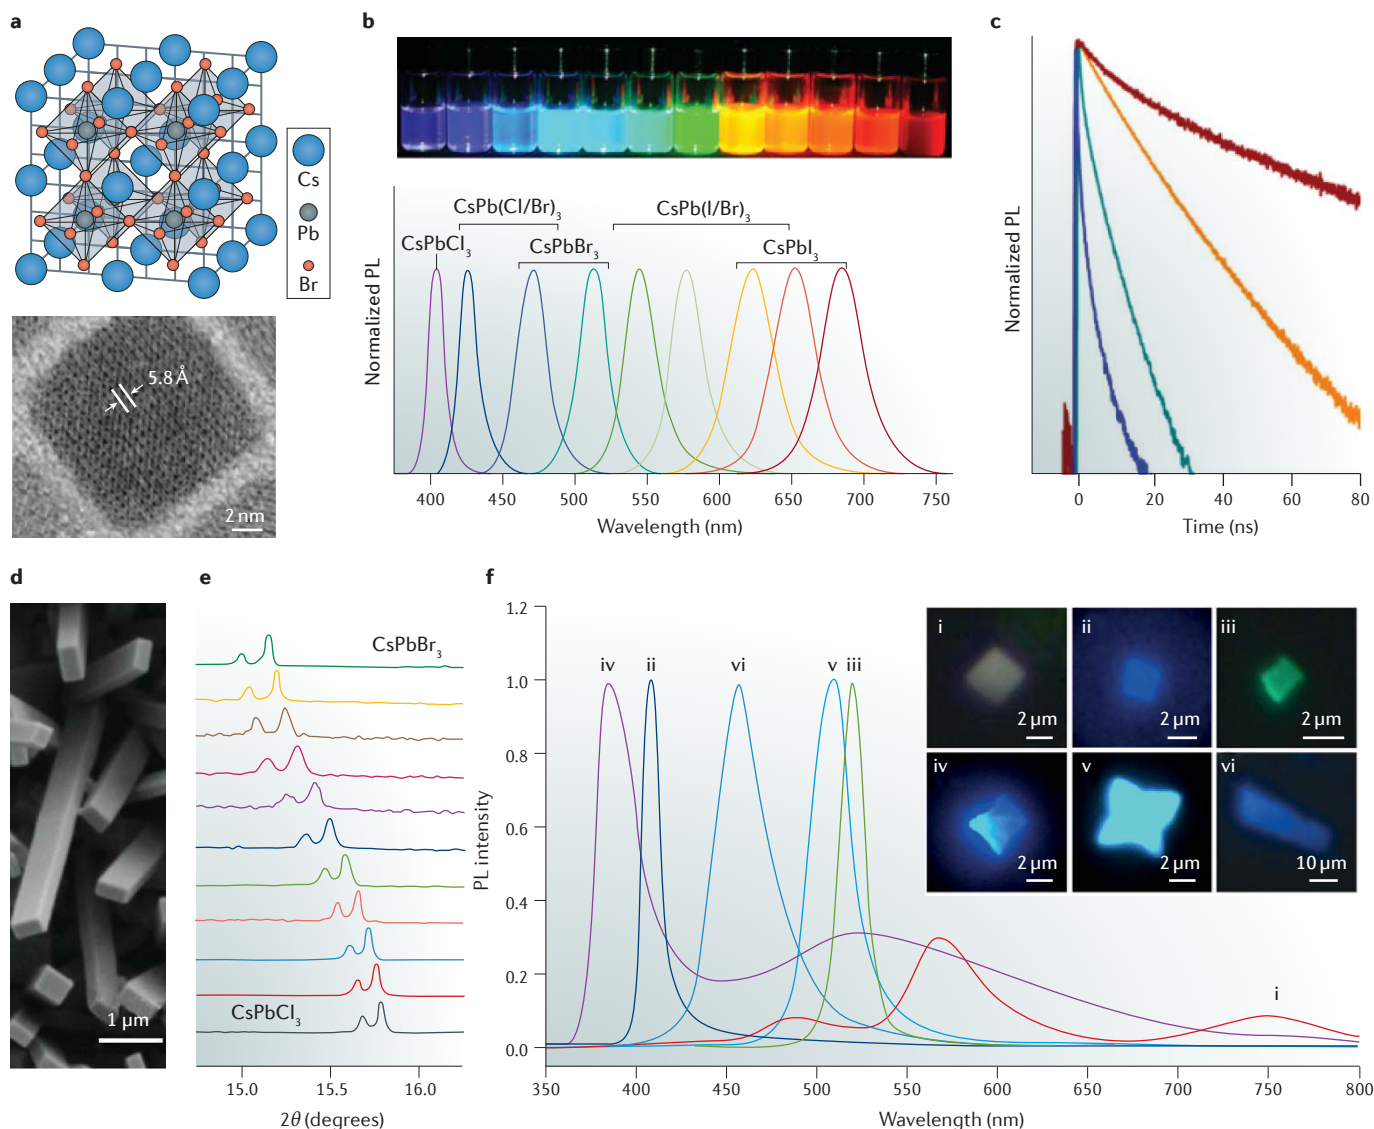 a
Cs
Pb
Br
5.8 Å
2 nm
b
CsPb(Cl/Br)₃
CsPb(I/Br)₃
CsPbCl₃
CsPbBr₃
CsPbI₃
Normalized PL
400 450 500 550 600 650 700 750
Wavelength (nm)
c
Normalized PL
0 20 40 60 80
Time (ns)
d
1 µm
e
CsPbBr₃
CsPbCl₃
15.0 15.5 16.0
2θ (degrees)
f
1.2
1.0
0.8
0.6
0.4
0.2
0.0
PL intensity
iv ii vi v iii
i
350 400 450 500 550 600 650 700 750 800
Wavelength (nm)
i
2 µm
ii
2 µm
iii
2 µm
iv
2 µm
v
2 µm
vi
10 µm